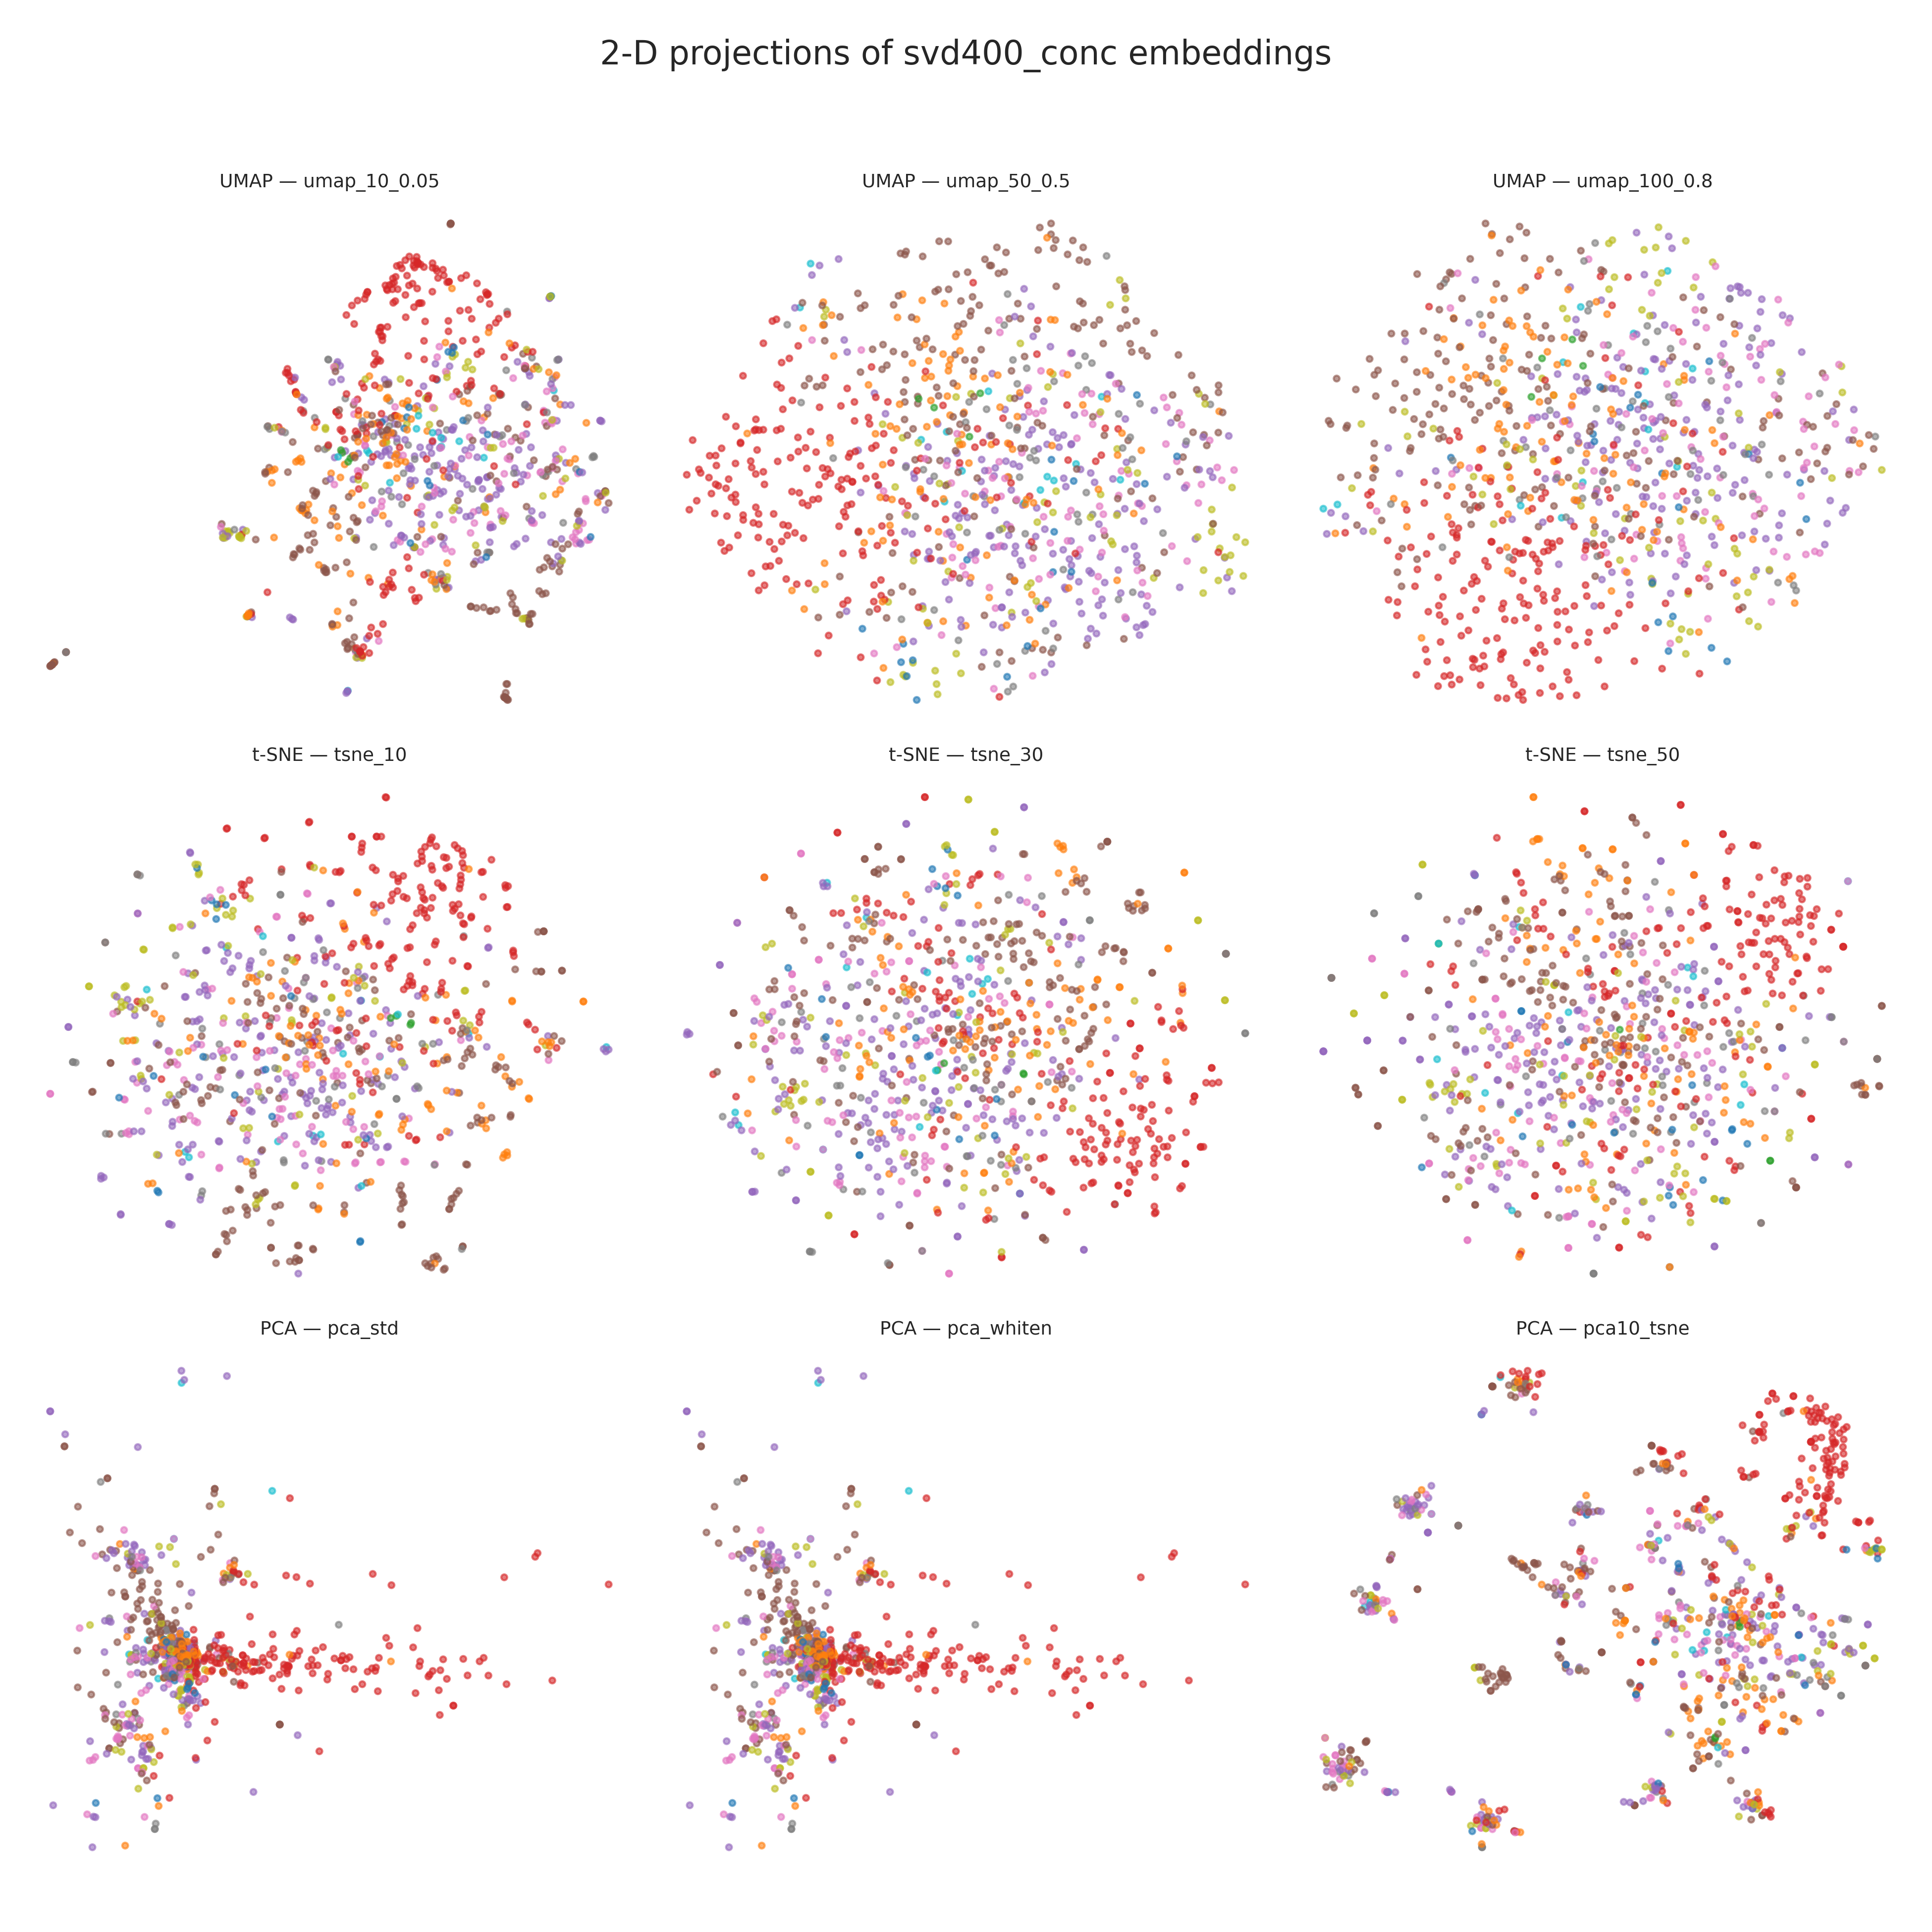 2-D projections of svd400_conc embeddings
UMAP — umap_10_0.05
UMAP — umap_50_0.5
UMAP — umap_100_0.8
t-SNE — tsne_10
t-SNE — tsne_30
t-SNE — tsne_50
PCA — pca_std
PCA — pca_whiten
PCA — pca10_tsne